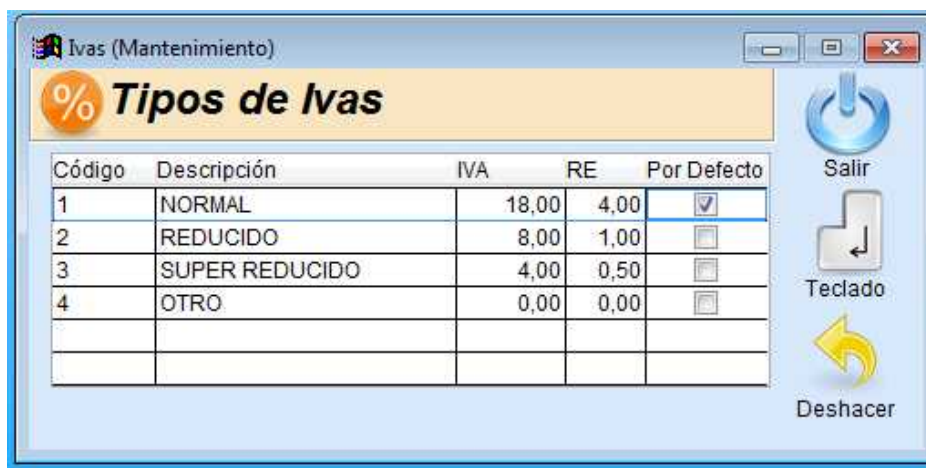 Ivas (Mantenimiento)
% Tipos de Ivas
Código Descripción IVA RE Por Defecto
1 NORMAL 18,00 4,00
2 REDUCIDO 8,00 1,00
3 SUPER REDUCIDO 4,00 0,50
4 OTRO 0,00 0,00
Salir
Teclado
Deshacer